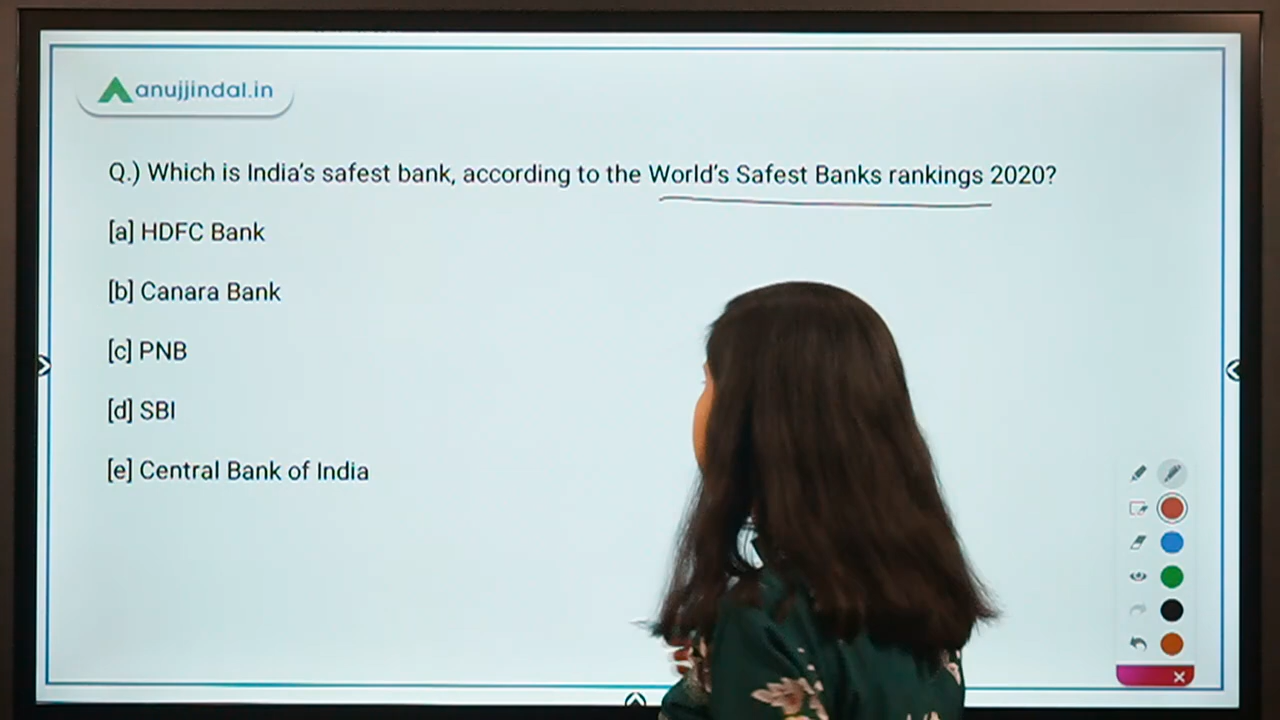 anujjindal.in
Q.) Which is India's safest bank, according to the World's Safest Banks rankings 2020?
[a] HDFC Bank
[b] Canara Bank
[c] PNB
[d] SBI
[e] Central Bank of India